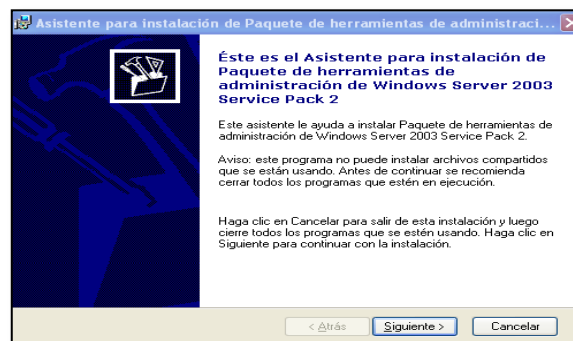 Asistente para instalación de Paquete de herramientas de administraci...
Éste es el Asistente para instalación de
Paquete de herramientas de
administración de Windows Server 2003
Service Pack 2
Este asistente le ayuda a instalar Paquete de herramientas de
administración de Windows Server 2003 Service Pack 2.
Aviso: este programa no puede instalar archivos compartidos
que se están usando. Antes de continuar se recomienda
cerrar todos los programas que estén en ejecución.
Haga clic en Cancelar para salir de esta instalación y luego
cierre todos los programas que se estén usando. Haga clic en
Siguiente para continuar con la instalación.
< Atrás Siguiente > Cancelar